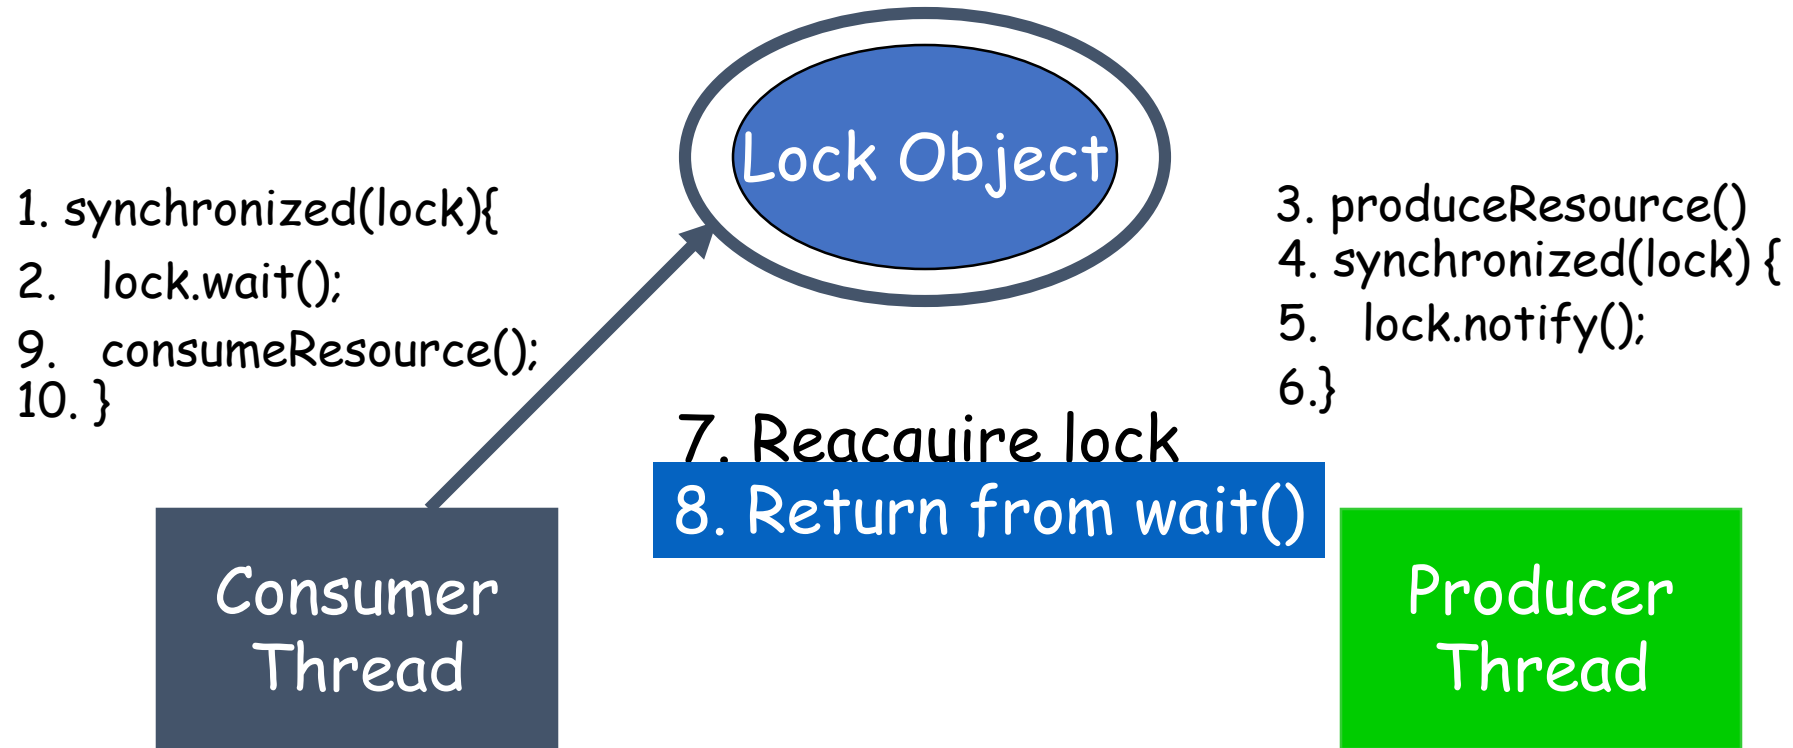 Lock Object
1. synchronized(lock){
2. lock.wait();
9. consumeResource();
10. }
3. produceResource()
4. synchronized(lock) {
5. lock.notify();
6.}
7. Reacquire lock
8. Return from wait()
Consumer
Thread
Producer
Thread